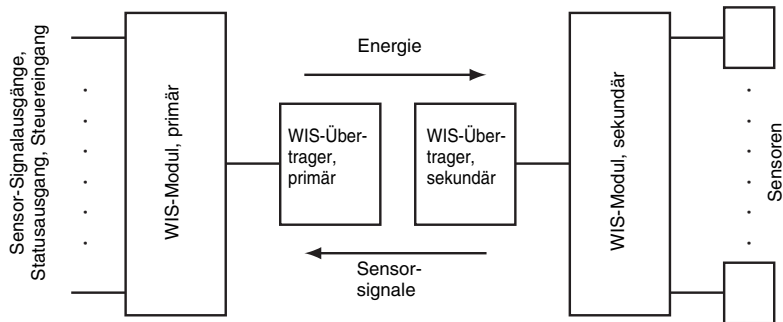 Sensor-Signalausgänge,
Statusausgang, Steuereingang
WIS-Modul, primär
Energie
WIS-Über-
trager,
primär
WIS-Über-
trager,
sekundär
Sensor-
signale
WIS-Modul, sekundär
Sensoren